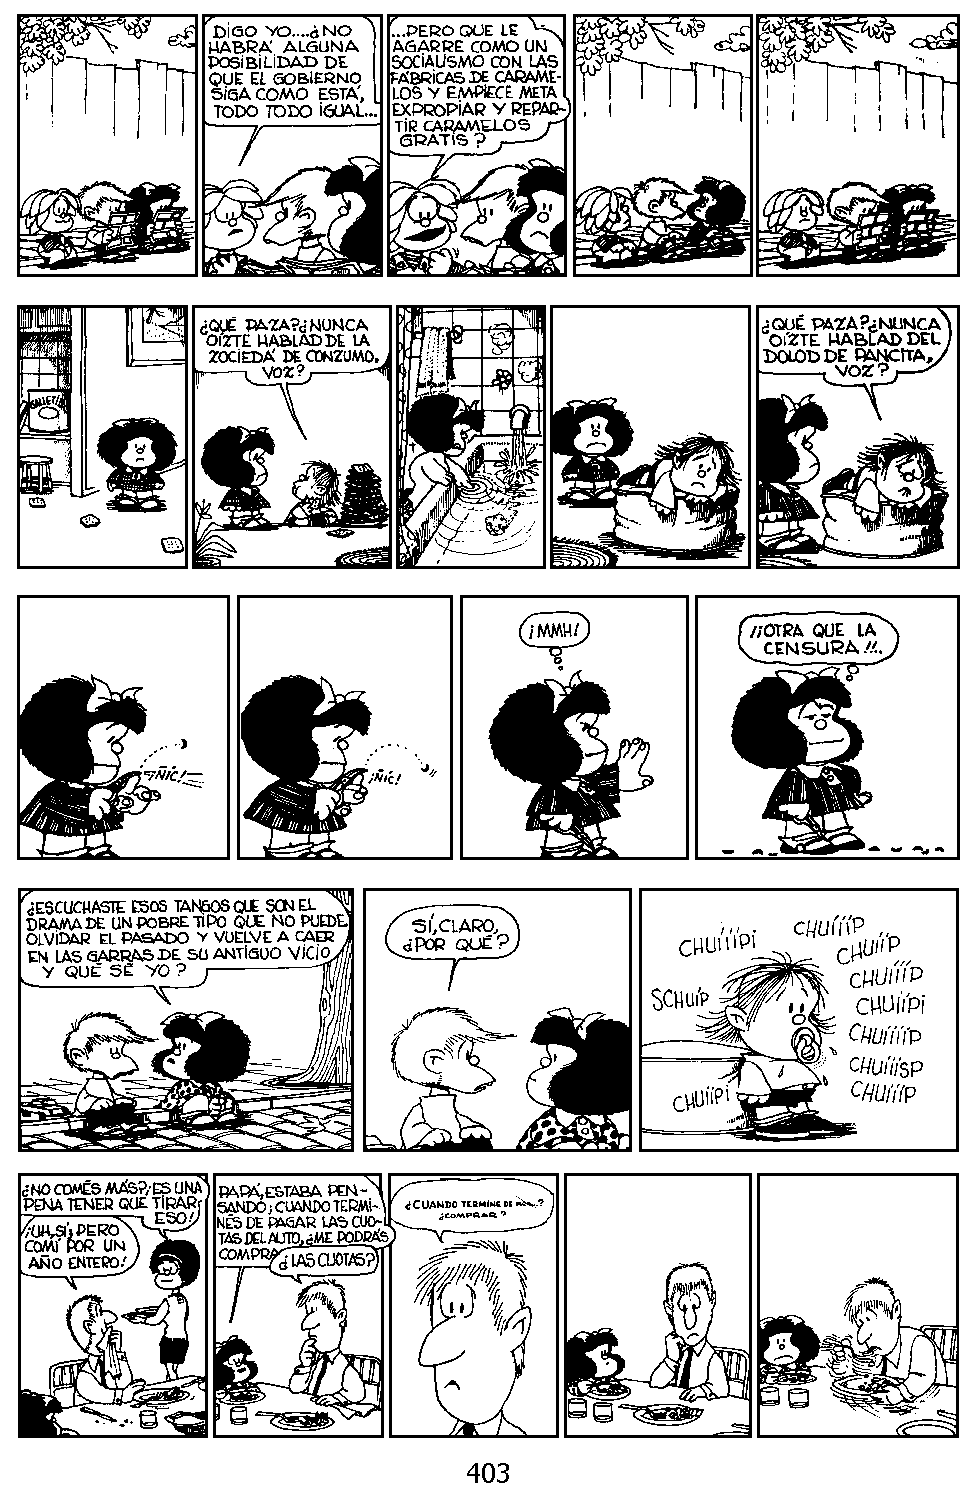 DIGO YO....¿NO
HABRÁ ALGUNA
POSIBILIDAD DE
QUE EL GOBIERNO
SIGA COMO ESTÁ,
TODO TODO IGUAL...
...PERO QUE LE
AGARRE COMO UN
SOCIALISMO CON LAS
FÁBRICAS DE CARAME-
LOS Y EMPIECE META
EXPROPIAR Y REPAR-
TIR CARAMELOS
GRATIS?
GALLETIT
¿QUÉ PAZA?¿NUNCA
OÍZTE HABLAD DE LA
ZOCIEDÁ DE CONZUMO,
VOZ?
¿QUÉ PAZA?¿NUNCA
OÍZTE HABLAD DEL
DOLOD DE PANCITA,
VOZ?
¡ÑIC!
¡ÑIC!
¡MMH!
¡¡OTRA QUE LA
CENSURA!!..
¿ESCUCHASTE ESOS TANGOS QUE SON EL
DRAMA DE UN POBRE TIPO QUE NO PUEDE
OLVIDAR EL PASADO Y VUELVE A CAER
EN LAS GARRAS DE SU ANTIGUO VICIO
Y QUÉ SÉ YO?
SÍ, CLARO,
¿POR QUÉ?
CHUÍÍÍPI
CHUÍÍÍP
CHUÍÍP
CHUÍÍÍP
SCHUÍP
CHUÍÍPI
CHUÍÍÍÍP
CHUÍÍÍSP
CHUÍÍPI
CHUÍÍÍP
¿NO COMÉS MÁS?; ES UNA
PENA TENER QUE TIRAR
ESO!
¡UH, SÍ, PERO
COMÍ POR UN
AÑO ENTERO!
PAPÁ, ESTABA PEN-
SANDO; CUANDO TERMI-
NES DE PAGAR LAS CUO-
TAS DEL AUTO, ¿ME PODRÁS
COMPRA
¿LAS CUOTAS?
¿CUANDO TERMINE DE
¿COMPRAR?
403